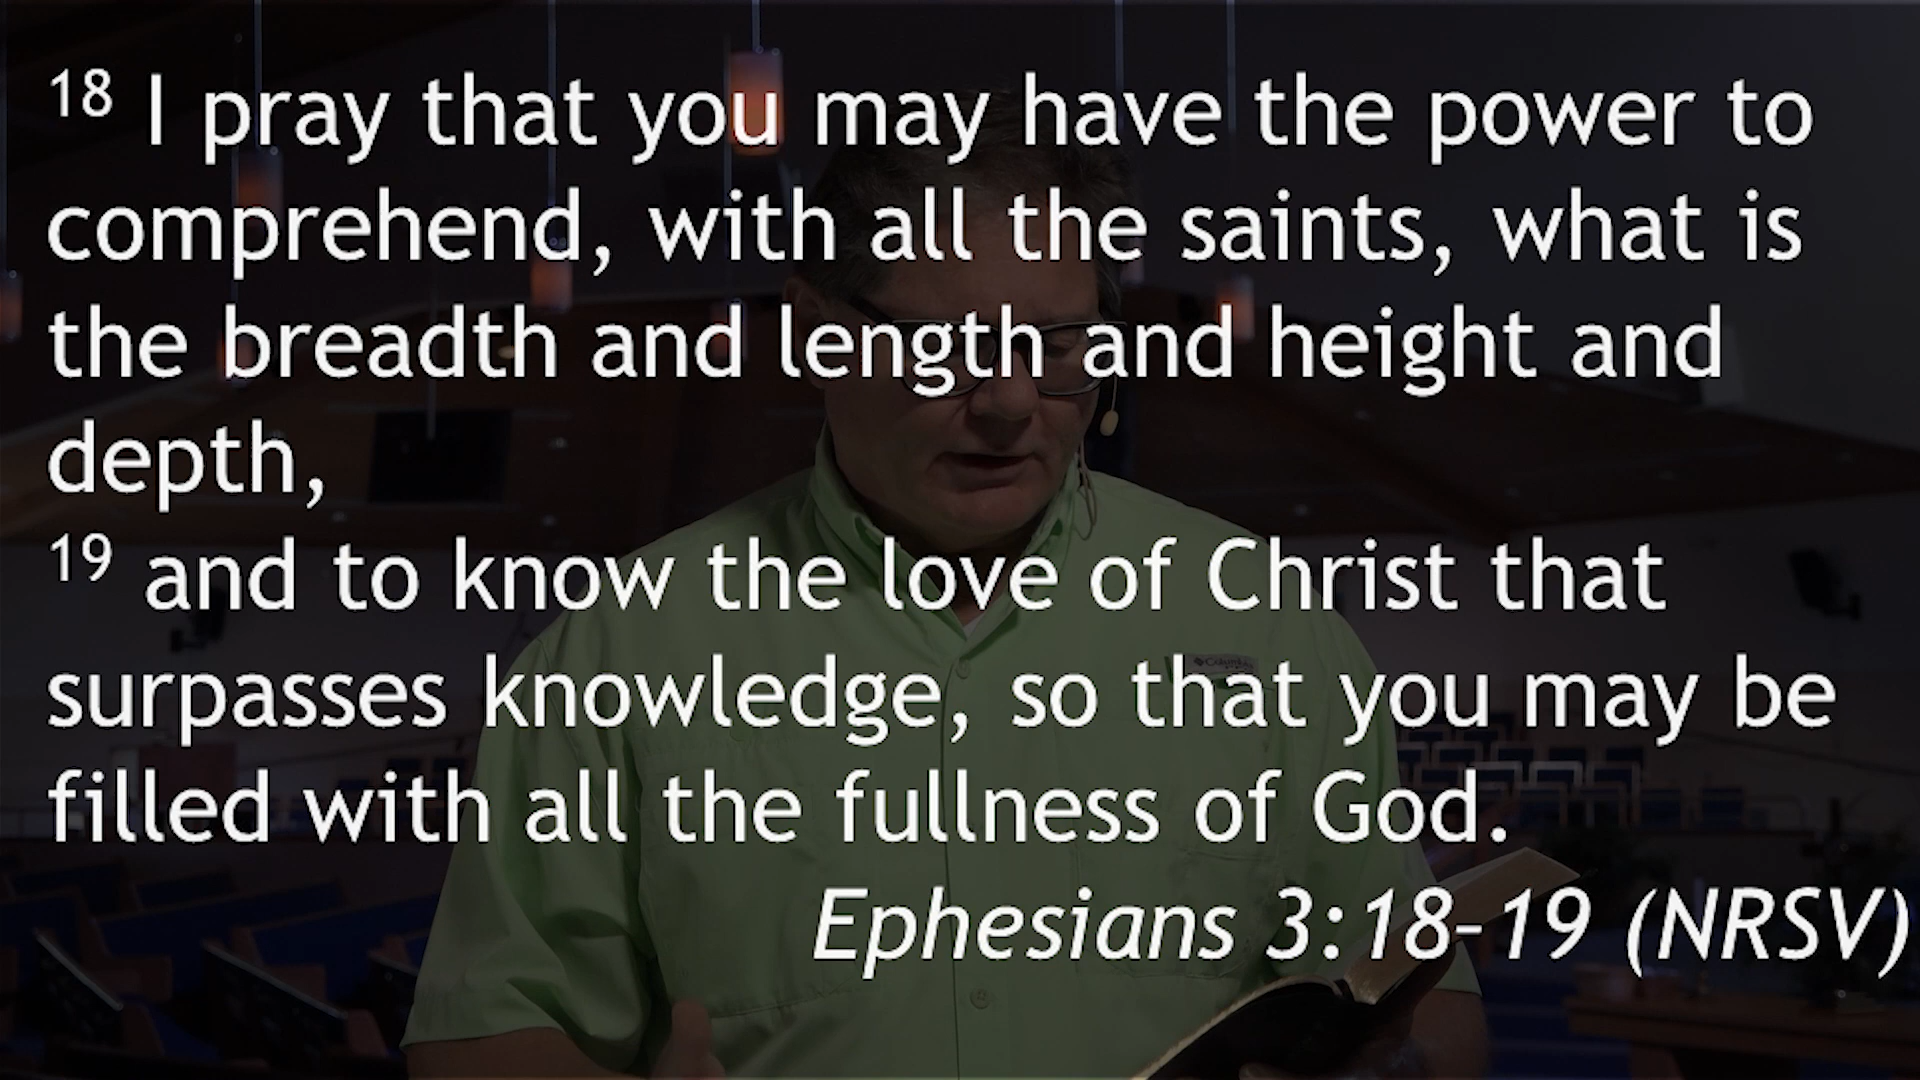 18 I pray that you may have the power to
comprehend, with all the saints, what is
the breadth and length and height and
depth,
19 and to know the love of Christ that
surpasses knowledge, so that you may be
filled with all the fullness of God.
Ephesians 3:18-19 (NRSV)
Columbia